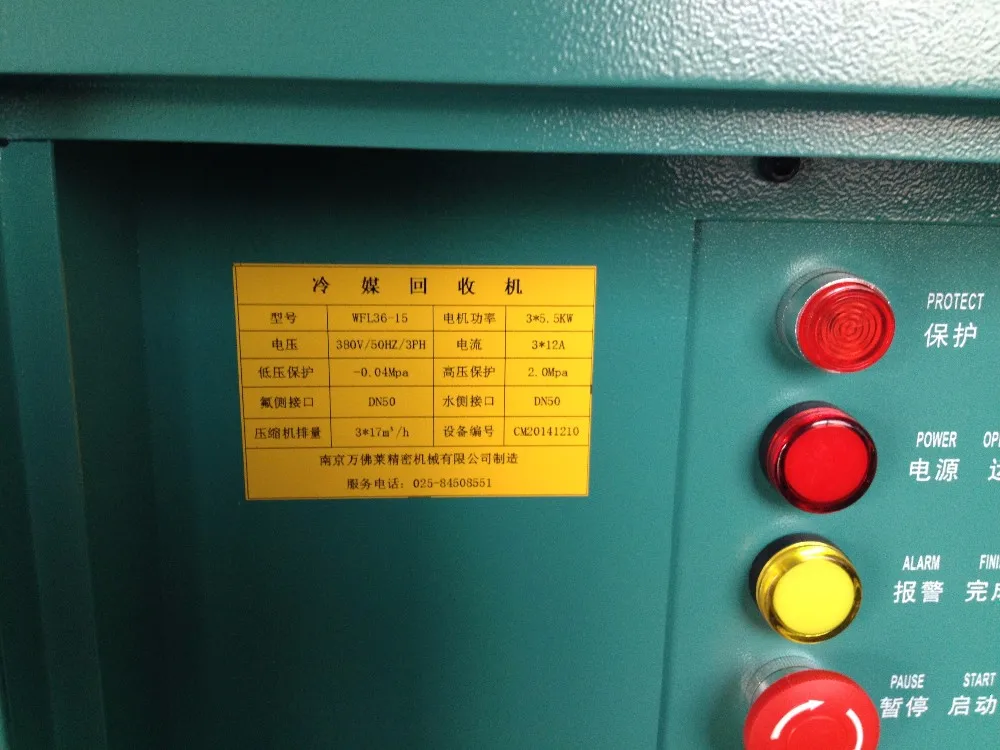 冷媒回收机
型号 WFL36-15 电机功率 3*5.5KW
电压 380V/50HZ/3PH 电流 3*12A
低压保护 -0.04Mpa 高压保护 2.0Mpa
氟侧接口 DN50 水侧接口 DN50
压缩机排量 3*17m³/h 设备编号 CM20141210
南京万佛莱精密机械有限公司制造
服务电话：025-84508551
PROTECT
保护
POWER
电源
ALARM
报警 完成
PAUSE START
暂停 启动